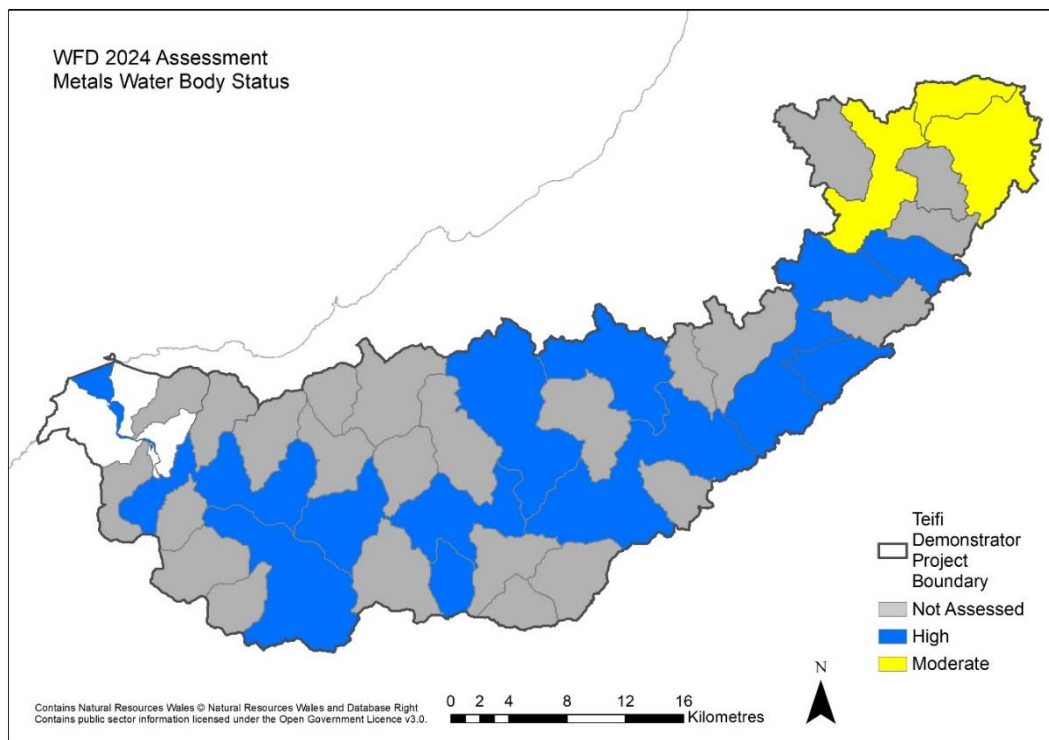 WFD 2024 Assessment
Metals Water Body Status
Teifi
Demonstrator
Project
Boundary
Not Assessed
High
Moderate
N
0 2 4 8 12 16
Kilometres
Contains Natural Resources Wales © Natural Resources Wales and Database Right
Contains public sector information licensed under the Open Government Licence v3.0.